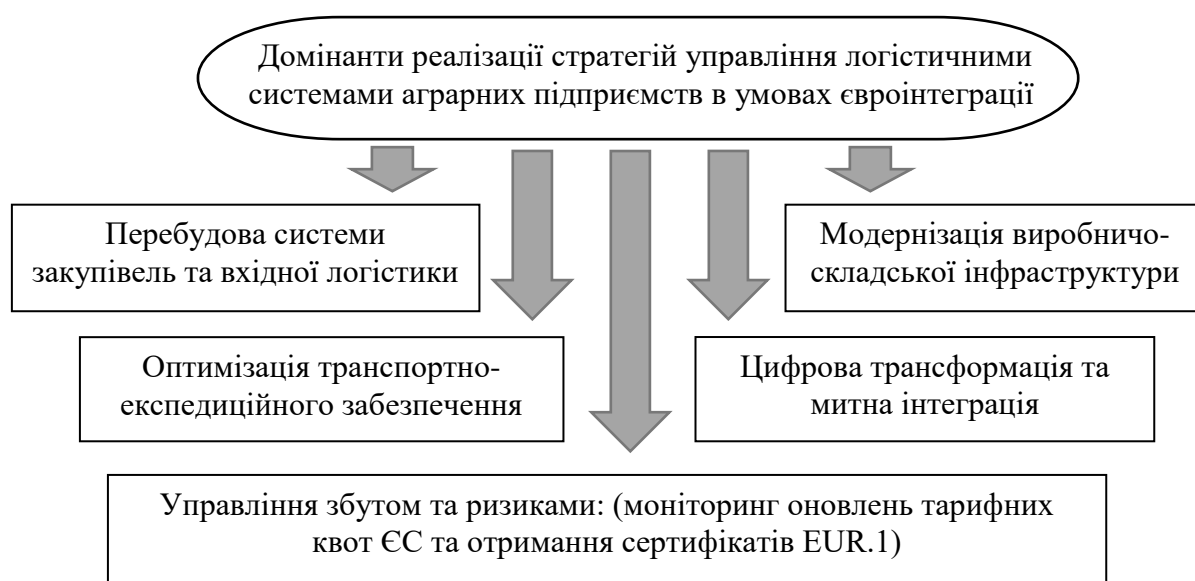 Домінанти реалізації стратегій управління логістичними
системами аграрних підприємств в умовах євроінтеграції
Перебудова системи
закупівель та вхідної логістики
Модернізація виробничо-
складської інфраструктури
Оптимізація транспортно-
експедиційного забезпечення
Цифрова трансформація та
митна інтеграція
Управління збутом та ризиками: (моніторинг оновлень тарифних
квот ЄС та отримання сертифікатів EUR.1)